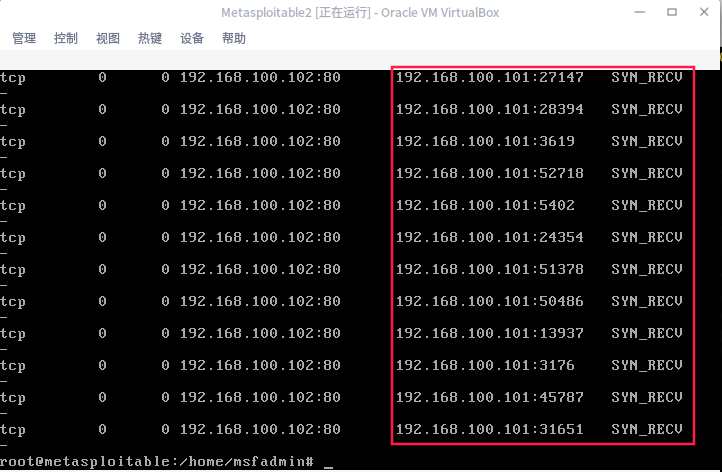 Metasploitable2 [正在运行] - Oracle VM VirtualBox
管理 控制 视图 热键 设备 帮助
tcp 0 0 192.168.100.102:80 192.168.100.101:27147 SYN_RECV
-
tcp 0 0 192.168.100.102:80 192.168.100.101:28394 SYN_RECV
-
tcp 0 0 192.168.100.102:80 192.168.100.101:3619 SYN_RECV
-
tcp 0 0 192.168.100.102:80 192.168.100.101:52718 SYN_RECV
-
tcp 0 0 192.168.100.102:80 192.168.100.101:5402 SYN_RECV
-
tcp 0 0 192.168.100.102:80 192.168.100.101:24354 SYN_RECV
-
tcp 0 0 192.168.100.102:80 192.168.100.101:51378 SYN_RECV
-
tcp 0 0 192.168.100.102:80 192.168.100.101:50486 SYN_RECV
-
tcp 0 0 192.168.100.102:80 192.168.100.101:13937 SYN_RECV
-
tcp 0 0 192.168.100.102:80 192.168.100.101:3176 SYN_RECV
-
tcp 0 0 192.168.100.102:80 192.168.100.101:45787 SYN_RECV
-
tcp 0 0 192.168.100.102:80 192.168.100.101:31651 SYN_RECV
-
root@metasploitable:/home/msfadmin# _